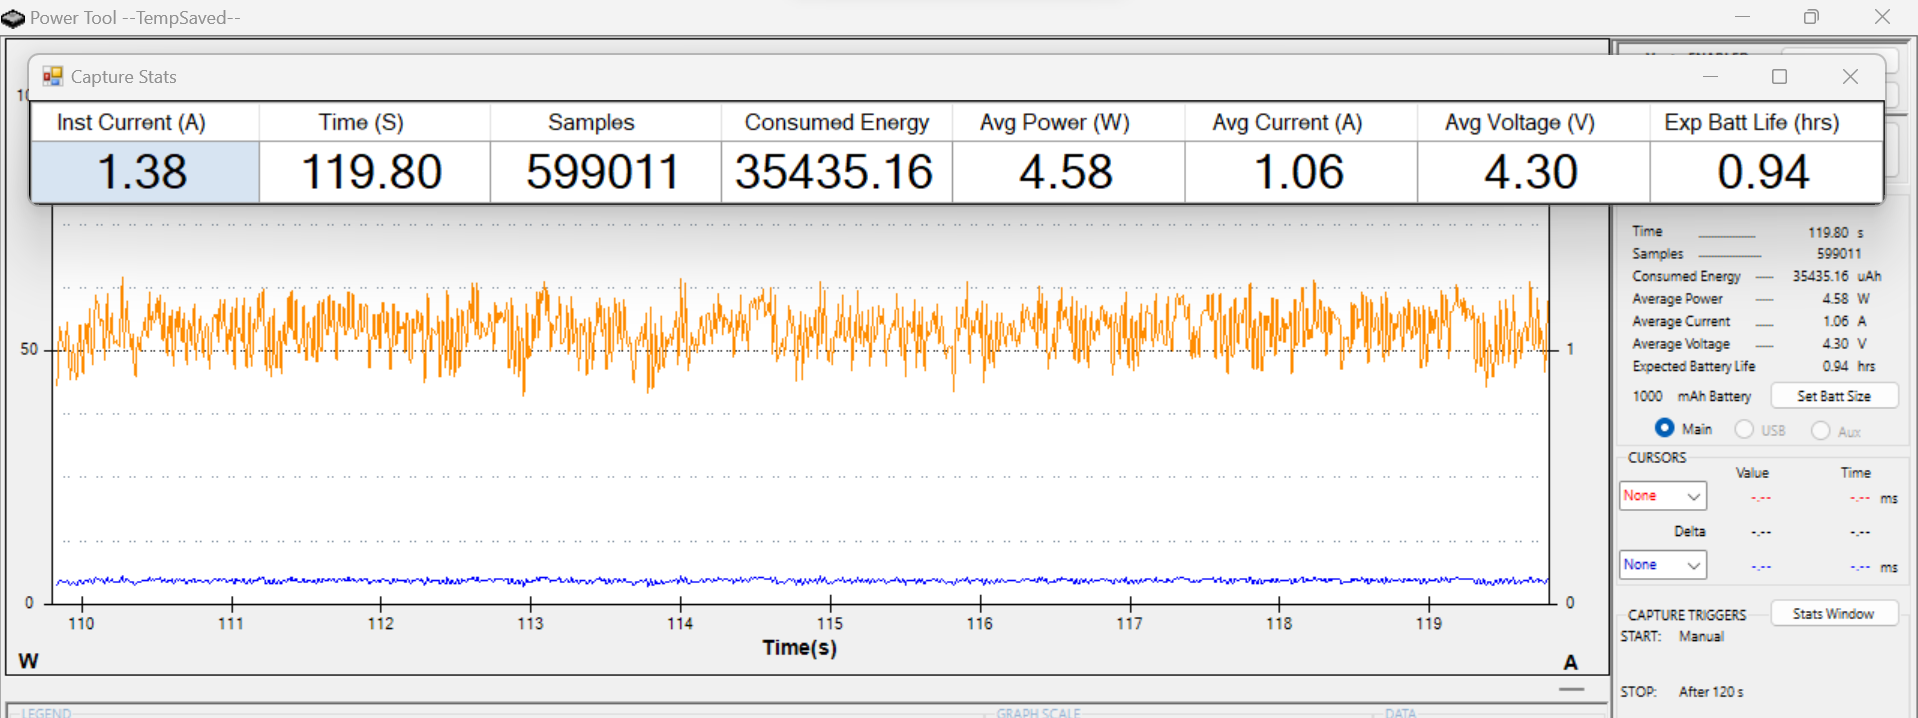 Power Tool --TempSaved--
Capture Stats
Inst Current (A) Time (S) Samples Consumed Energy Avg Power (W) Avg Current (A) Avg Voltage (V) Exp Batt Life (hrs)
1.38 119.80 599011 35435.16 4.58 1.06 4.30 0.94
Time 119.80 s
Samples 599011
Consumed Energy 35435.16 uAh
Average Power 4.58 W
Average Current 1.06 A
Average Voltage 4.30 V
Expected Battery Life 0.94 hrs
1000 mAh Battery Set Batt Size
Main USB Aux
CURSORS
Value Time
None -.-- -.-- ms
Delta -.-- -.--
None -.-- -.-- ms
CAPTURE TRIGGERS Stats Window
START: Manual
STOP: After 120 s
50 1
0 0
110 111 112 113 114 115 116 117 118 119
Time(s)
W A
LEGEND GRAPH SCALE DATA